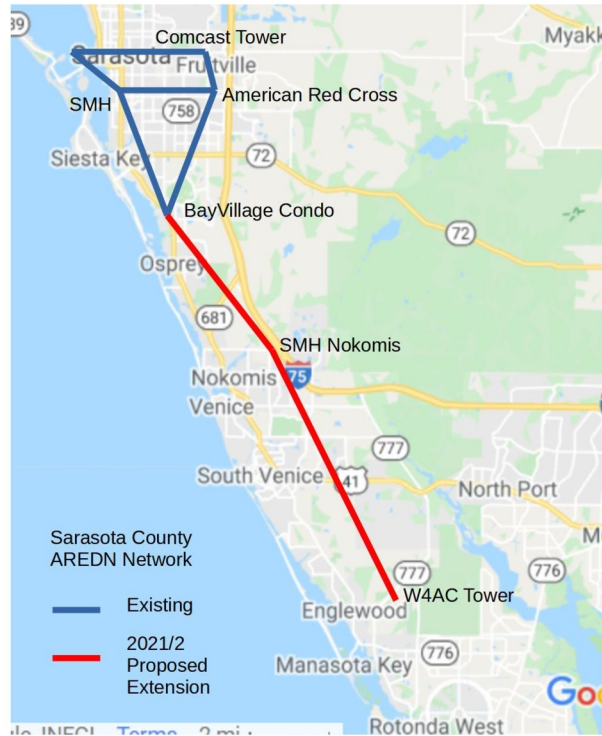 39
Comcast Tower
Myakk
Sarasota
Fruitville
SMH
American Red Cross
758
Siesta Key
72
BayVillage Condo
72
Osprey
681
SMH Nokomis
Nokomis
75
Venice
777
South Venice
41
North Port
Sarasota County
AREDN Network
777
776
W4AC Tower
Existing
Englewood
2021/2
Proposed
Extension
776
Manasota Key
Goo
Terms
2 mi
Rotonda West